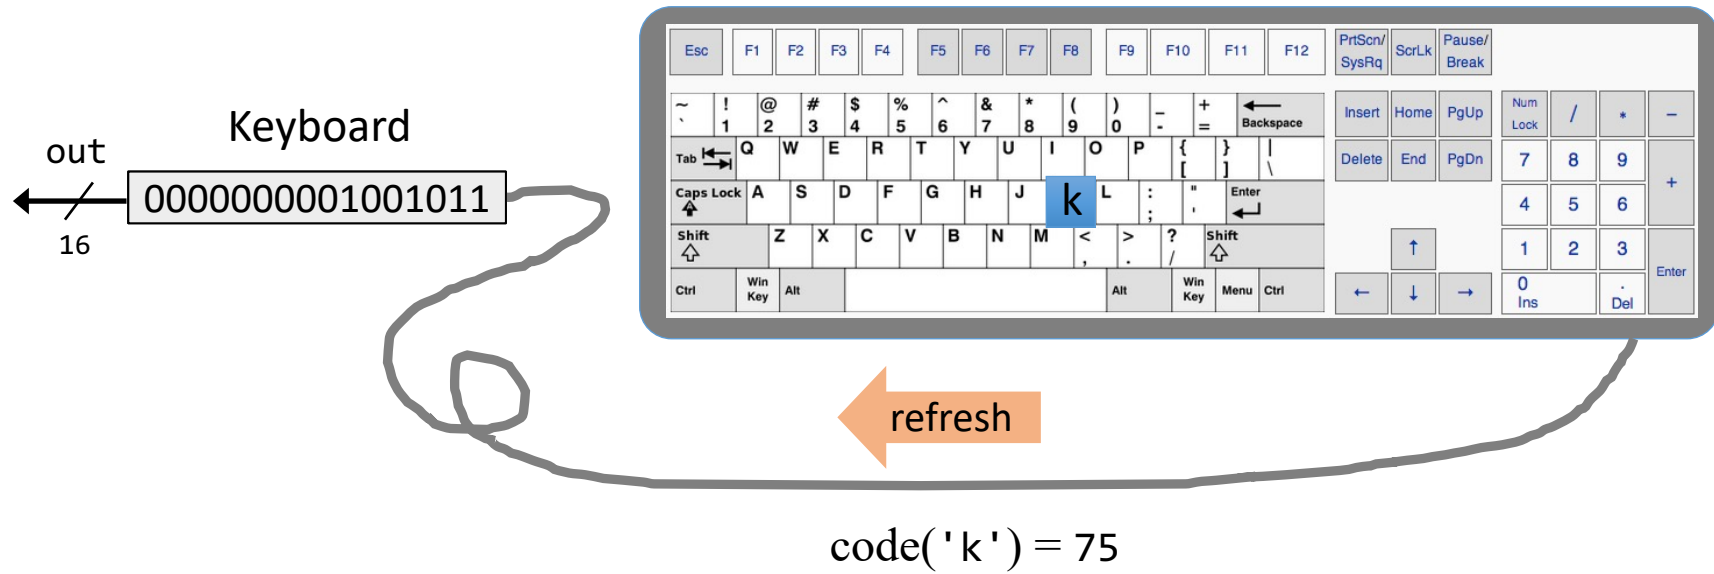 Keyboard
out
0000000001001011
16
Esc F1 F2 F3 F4 F5 F6 F7 F8 F9 F10 F11 F12 PrtScn/ SysRq ScrLk Pause/ Break
~ ` ! 1 @ 2 # 3 $ 4 % 5 ^ 6 & 7 * 8 ( 9 ) 0 _ - + = Backspace Insert Home PgUp Num Lock / * -
Tab Q W E R T Y U I O P { [ } ] | \ Delete End PgDn 7 8 9 +
Caps Lock A S D F G H J k L : ; " ' Enter 4 5 6
Shift Z X C V B N M < , > . ? / Shift ↑ 1 2 3 Enter
Ctrl Win Key Alt Alt Win Key Menu Ctrl ← ↓ → 0 Ins . Del
refresh
code('k') = 75